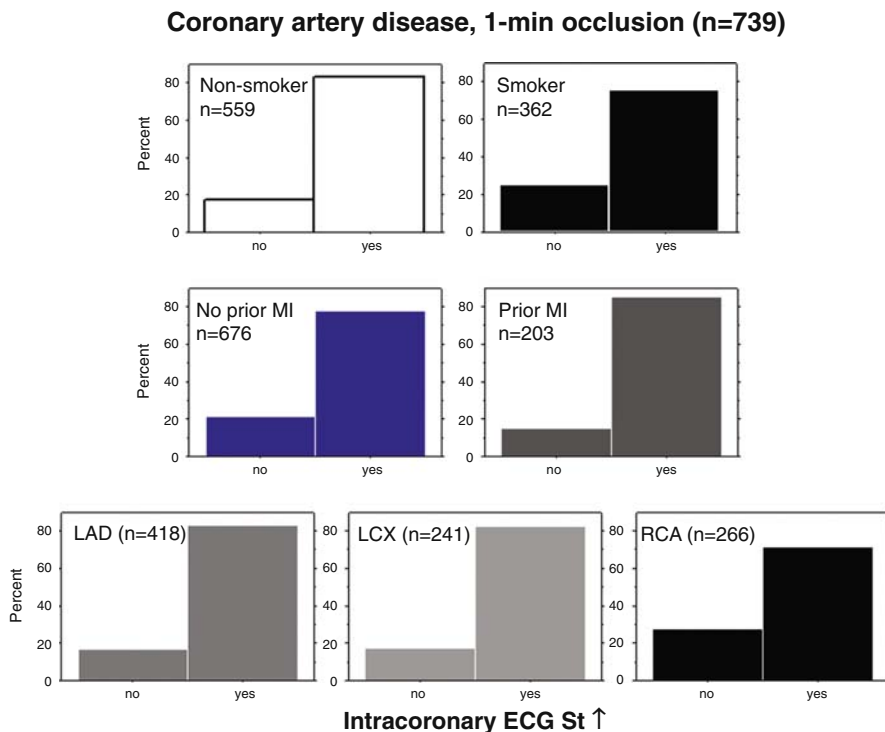 Coronary artery disease, 1-min occlusion (n=739)
Non-smoker
n=559
Percent
80
60
40
20
0
no
yes
Smoker
n=362
80
60
40
20
0
no
yes
No prior MI
n=676
Percent
80
60
40
20
0
no
yes
Prior MI
n=203
80
60
40
20
0
no
yes
LAD (n=418)
Percent
80
60
40
20
0
no
yes
LCX (n=241)
80
60
40
20
0
no
yes
RCA (n=266)
80
60
40
20
0
no
yes
Intracoronary ECG St ↑